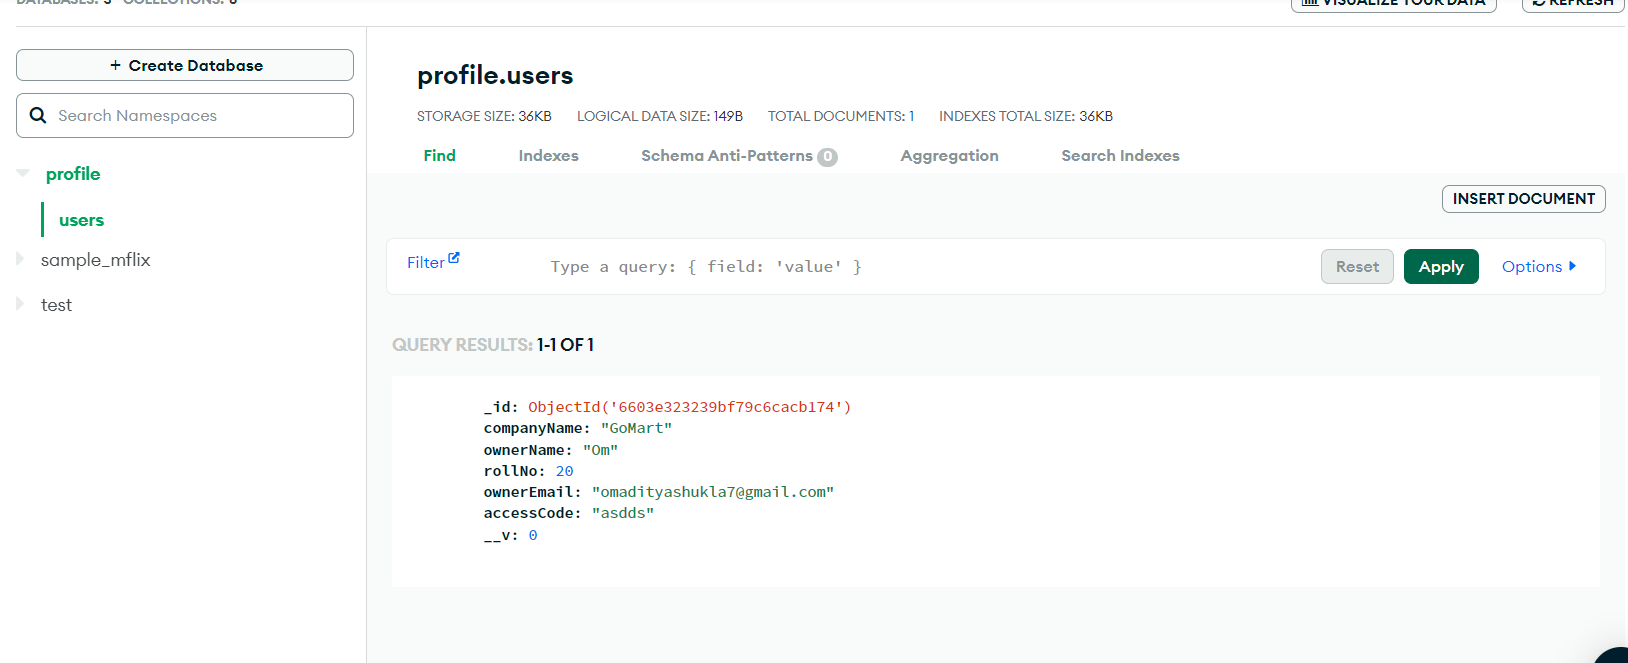 DATABASES: 3 COLLECTIONS: 8
VISUALIZE YOUR DATA
REFRESH
+ Create Database
Search Namespaces
profile
users
sample_mflix
test
profile.users
STORAGE SIZE: 36KB LOGICAL DATA SIZE: 149B TOTAL DOCUMENTS: 1 INDEXES TOTAL SIZE: 36KB
Find Indexes Schema Anti-Patterns 0 Aggregation Search Indexes
INSERT DOCUMENT
Filter Type a query: { field: 'value' } Reset Apply Options
QUERY RESULTS: 1-1 OF 1
_id: ObjectId('6603e323239bf79c6cacb174')
companyName: "GoMart"
ownerName: "Om"
rollNo: 20
ownerEmail: "omadityashukla7@gmail.com"
accessCode: "asdds"
__v: 0